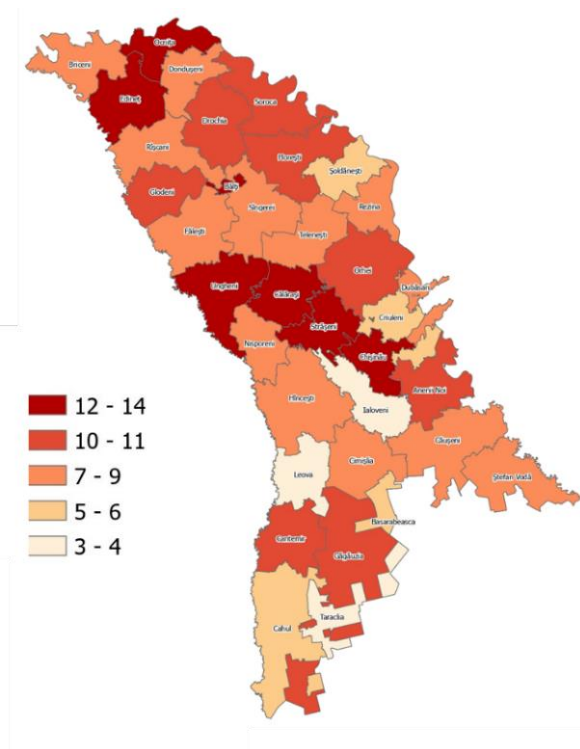 Ocnița
Briceni
Dondușeni
Edineț
Soroca
Drochia
Rîșcani
Florești
Șoldănești
Glodeni
Bălți
Sîngerei
Rezina
Fălești
Telenești
Orhei
Ungheni
Călărași
Dubăsari
Criuleni
Strășeni
Nisporeni
Chișinău
Anenii Noi
Hîncești
Ialoveni
12 - 14
10 - 11
7 - 9
5 - 6
3 - 4
Căușeni
Cimișlia
Leova
Ștefan Vodă
Basarabeasca
Cantemir
Găgăuzia
Taraclia
Cahul